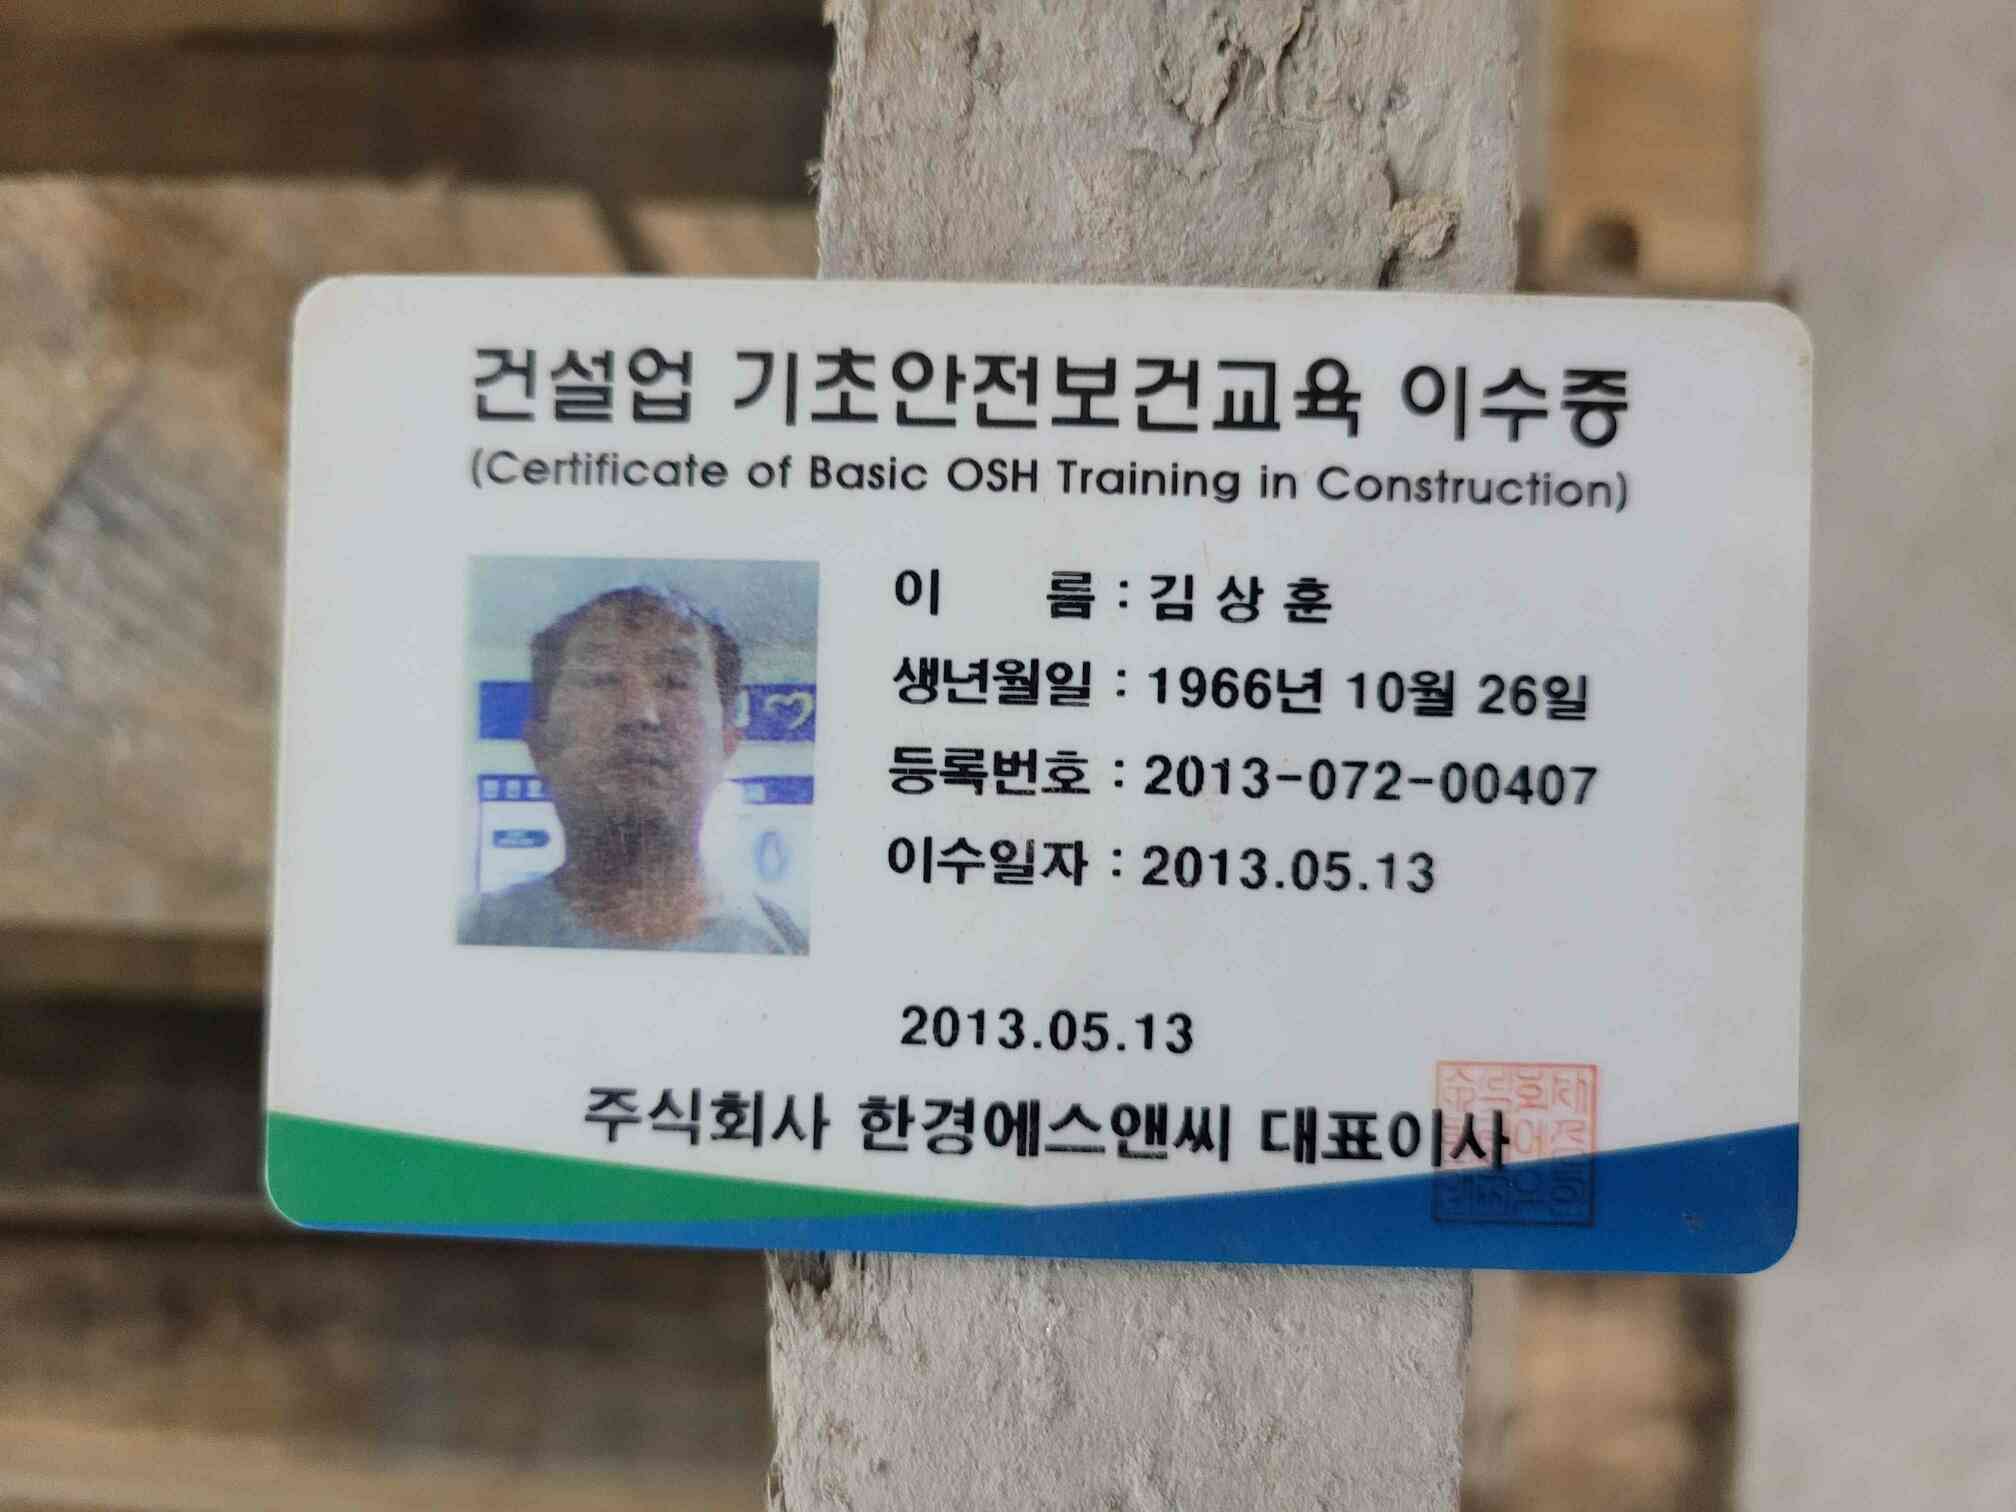 건설업 기초안전보건교육 이수증
(Certificate of Basic OSH Training in Construction)
이 름 : 김 상 훈
생년월일 : 1966년 10월 26일
등록번호 : 2013-072-00407
이수일자 : 2013.05.13
2013.05.13
주식회사 한경에스앤씨 대표이사